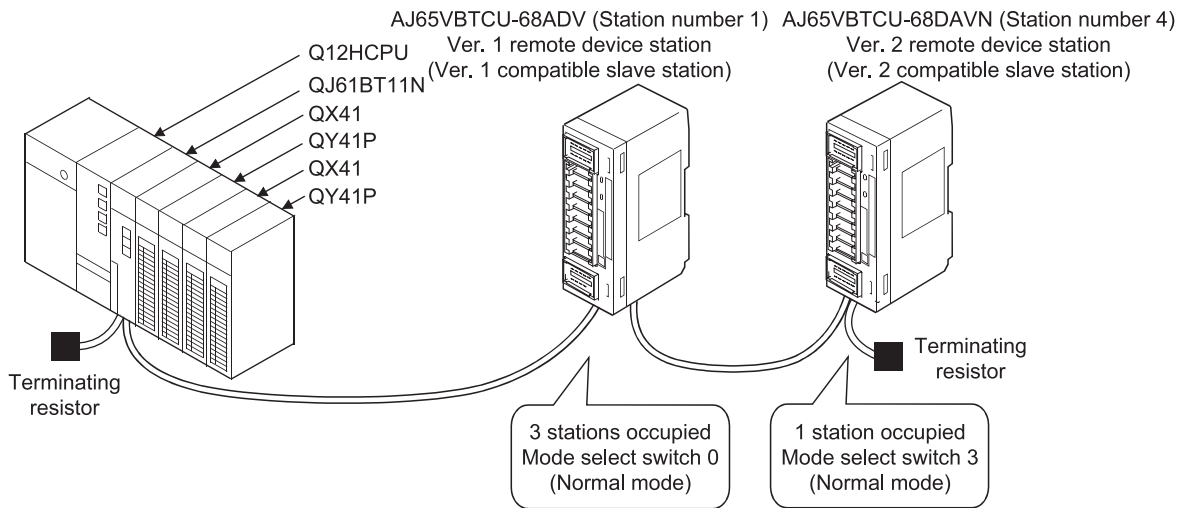 AJ65VBTCU-68ADV (Station number 1)
Ver. 1 remote device station
(Ver. 1 compatible slave station)
AJ65VBTCU-68DAVN (Station number 4)
Ver. 2 remote device station
(Ver. 2 compatible slave station)
Q12HCPU
QJ61BT11N
QX41
QY41P
QX41
QY41P
Terminating
resistor
Terminating
resistor
3 stations occupied
Mode select switch 0
(Normal mode)
1 station occupied
Mode select switch 3
(Normal mode)